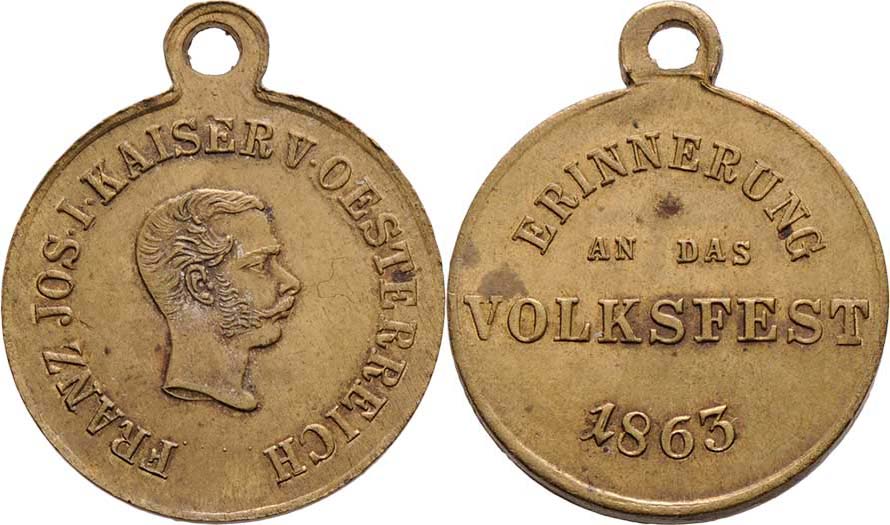 FRANZ JOS·I·KAISER V·OESTERREICH
ERINNERUNG
AN DAS
VOLKSFEST
1863